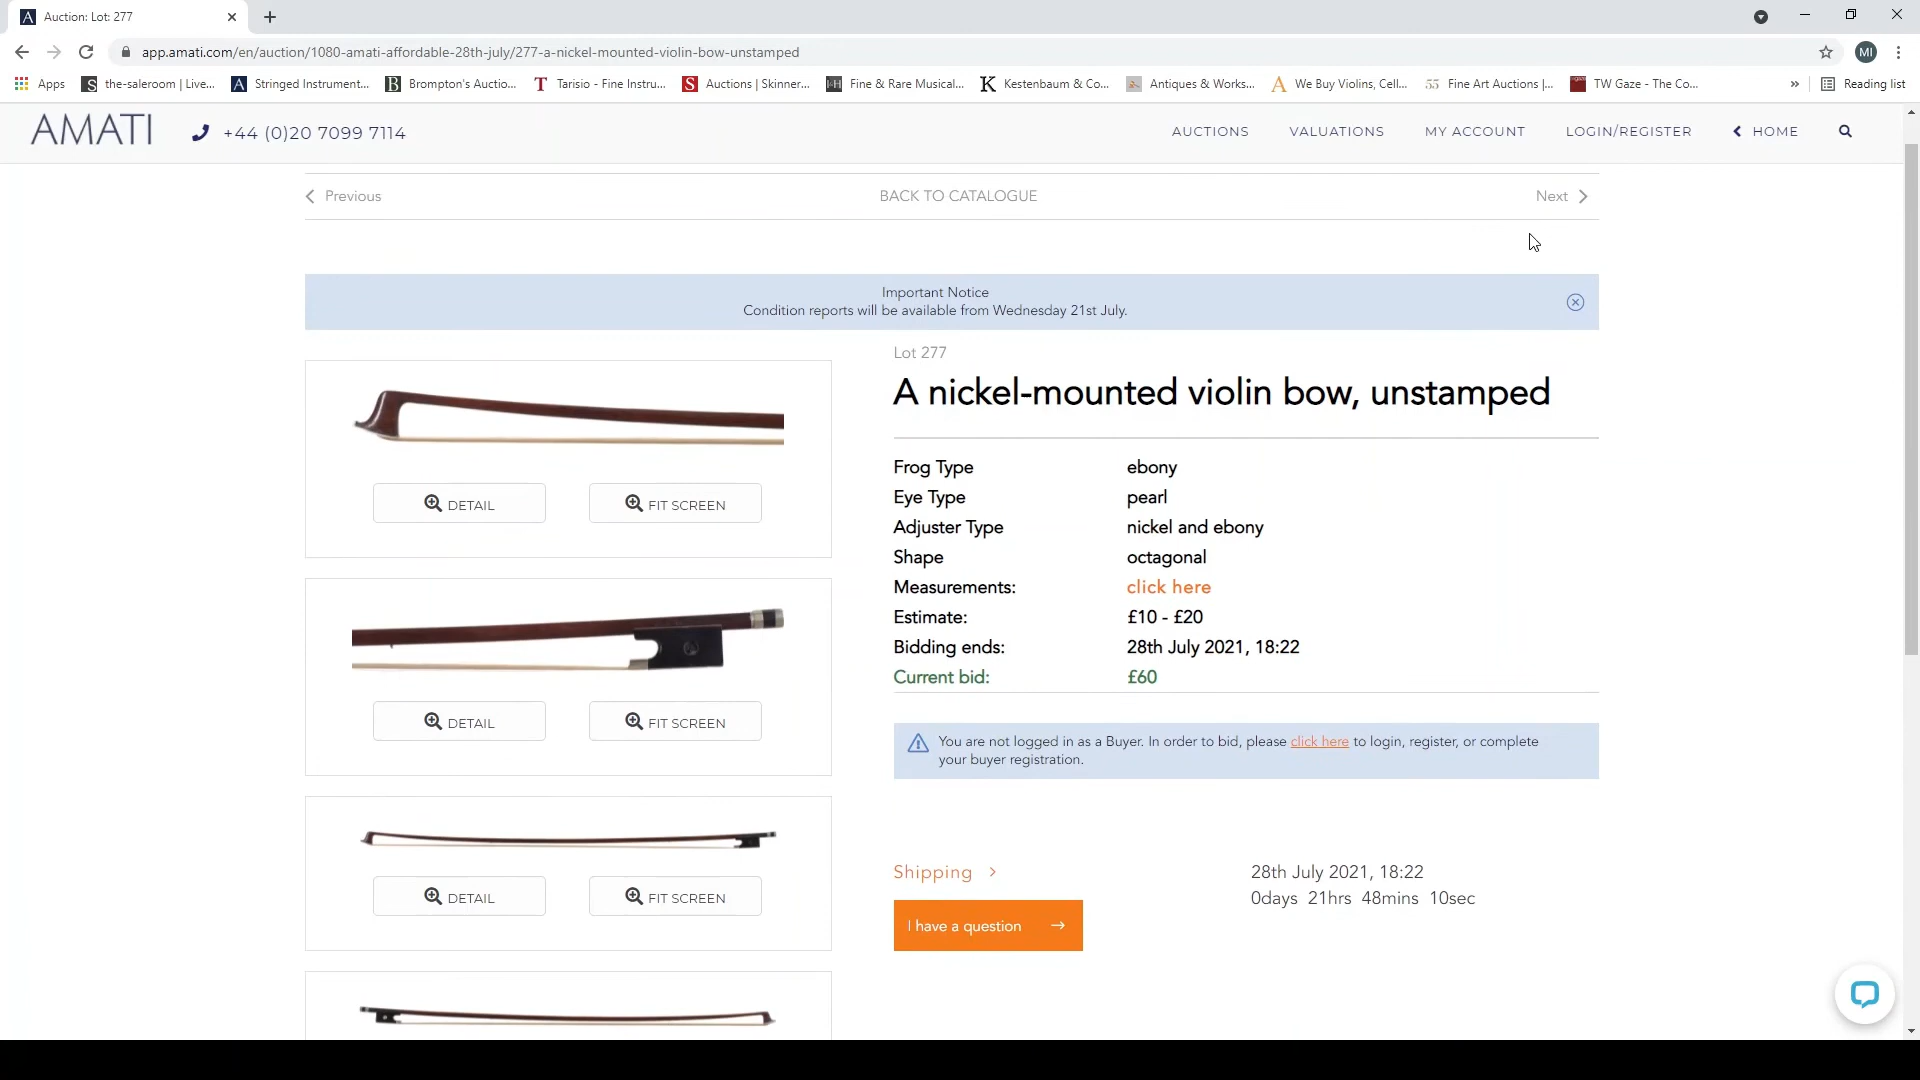 Auction: Lot: 277
app.amati.com/en/auction/1080-amati-affordable-28th-july/277-a-nickel-mounted-violin-bow-unstamped
MI
Apps
the-saleroom | Live...
Stringed Instrument...
Brompton's Auctio...
Tarisio - Fine Instru...
Auctions | Skinner...
Fine & Rare Musical...
Kestenbaum & Co...
Antiques & Works...
We Buy Violins, Cell...
Fine Art Auctions |...
TW Gaze - The Co...
»
Reading list
AMATI
+44 (0)20 7099 7114
AUCTIONS
VALUATIONS
MY ACCOUNT
LOGIN/REGISTER
HOME
Previous
BACK TO CATALOGUE
Next
Important Notice
Condition reports will be available from Wednesday 21st July.
Lot 277
A nickel-mounted violin bow, unstamped
Frog Type ebony
Eye Type pearl
Adjuster Type nickel and ebony
Shape octagonal
Measurements: click here
Estimate: £10 - £20
Bidding ends: 28th July 2021, 18:22
Current bid: £60
You are not logged in as a Buyer. In order to bid, please click here to login, register, or complete
your buyer registration.
Shipping
28th July 2021, 18:22
0days 21hrs 48mins 10sec
I have a question
DETAIL
FIT SCREEN
DETAIL
FIT SCREEN
DETAIL
FIT SCREEN